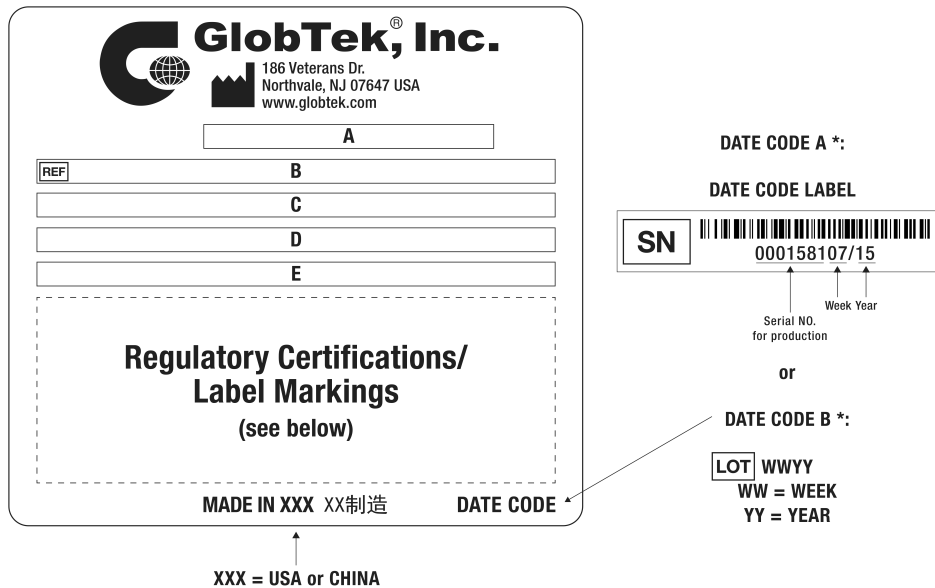 GlobTek, Inc.®
186 Veterans Dr.
Northvale, NJ 07647 USA
www.globtek.com
A
REF B
C
D
E
Regulatory Certifications/
Label Markings
(see below)
MADE IN XXX XX制造 DATE CODE
XXX = USA or CHINA
DATE CODE A *:
DATE CODE LABEL
SN
000158107/15
Week Year
Serial NO.
for production
or
DATE CODE B *:
LOT WWYY
WW = WEEK
YY = YEAR